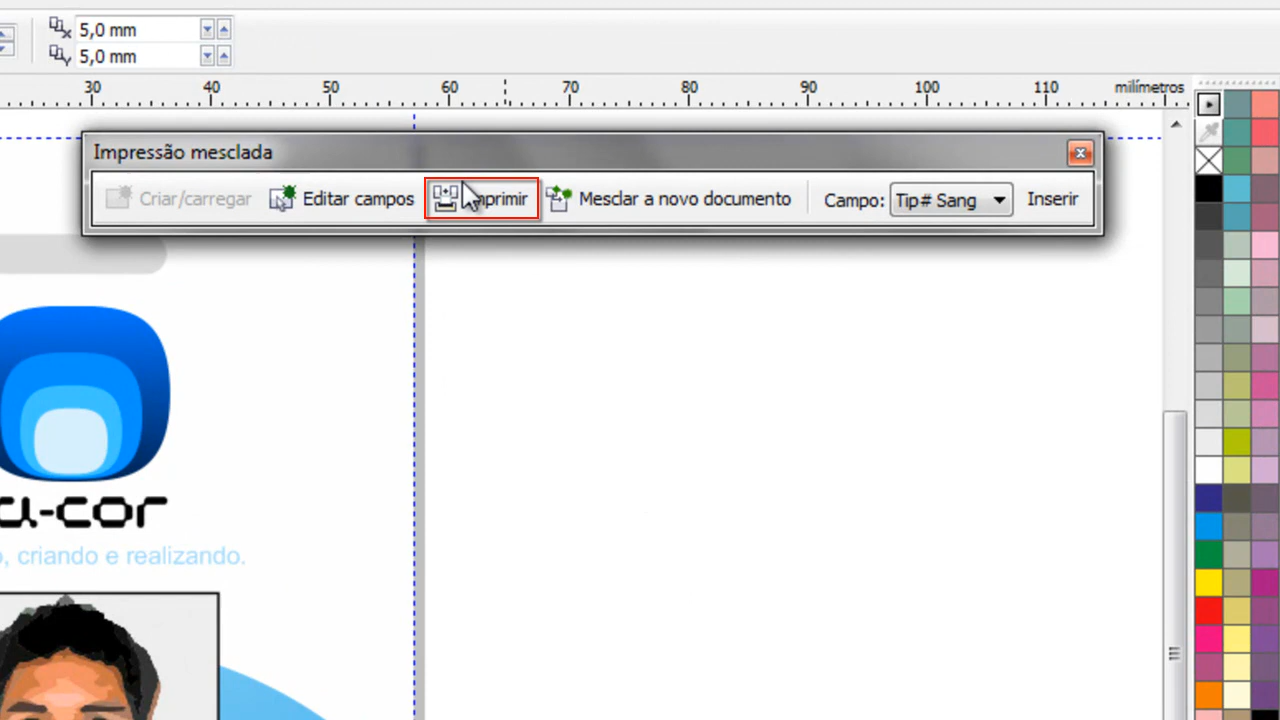 5,0 mm
5,0 mm
30 40 50 60 70 80 90 100 110 milímetros
Impressão mesclada
Criar/carregar Editar campos Mesclar a novo documento Campo: Tip# Sang Inserir
a-cor
, criando e realizando.